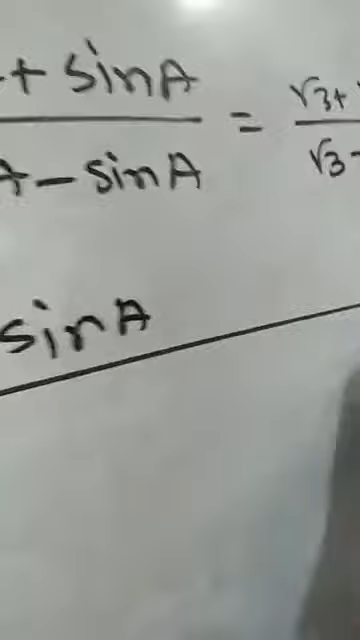 + sinA
A - sinA = √3+
√3-
sinA